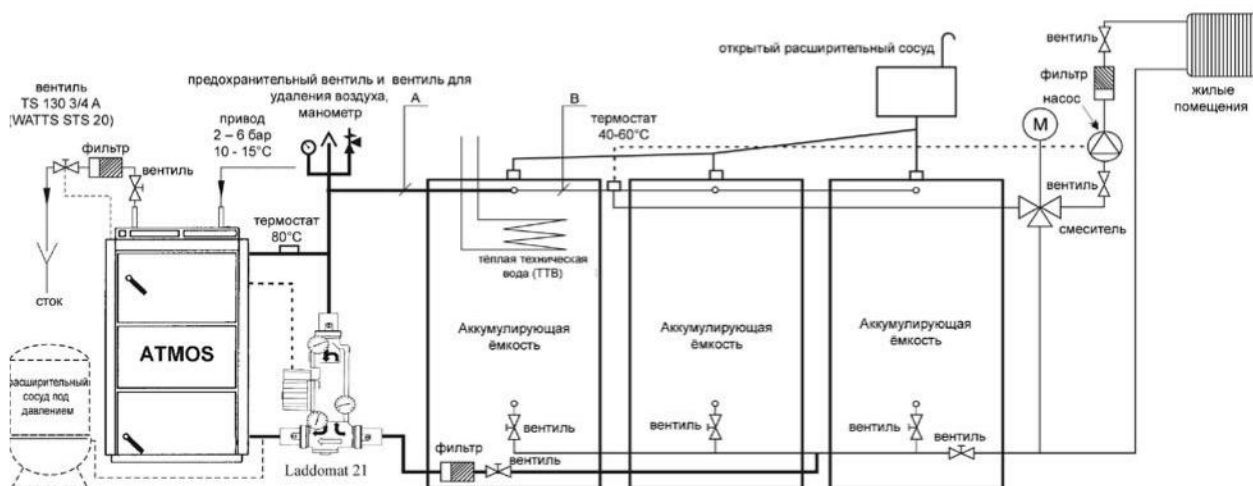 вентиль
TS 130 3/4 A
(WATTS STS 20)
фильтр
вентиль
сток
привод
2 – 6 бар
10 - 15°C
предохранительный вентиль и вентиль для
удаления воздуха,
манометр
термостат
80°C
ATMOS
расширительный
сосуд под
давлением
Laddomat 21
A
B
термостат
40-60°C
тёплая техническая
вода (ТТВ)
открытый расширительный сосуд
Аккумулирующая
ёмкость
Аккумулирующая
ёмкость
Аккумулирующая
ёмкость
вентиль
вентиль
вентиль
вентиль
фильтр
вентиль
вентиль
фильтр
насос
M
вентиль
смеситель
жилые
помещения